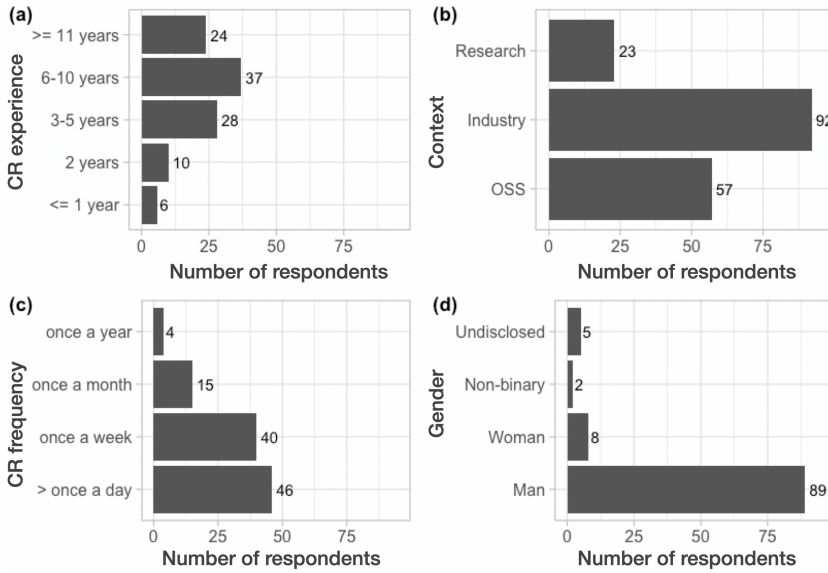 (a)
CR experience
>= 11 years
24
6-10 years
37
3-5 years
28
2 years
10
<= 1 year
6
0 25 50 75
Number of respondents
(b)
Context
Research
23
Industry
92
OSS
57
0 25 50 75
Number of respondents
(c)
CR frequency
once a year
4
once a month
15
once a week
40
> once a day
46
0 25 50 75
Number of respondents
(d)
Gender
Undisclosed
5
Non-binary
2
Woman
8
Man
89
0 25 50 75
Number of respondents